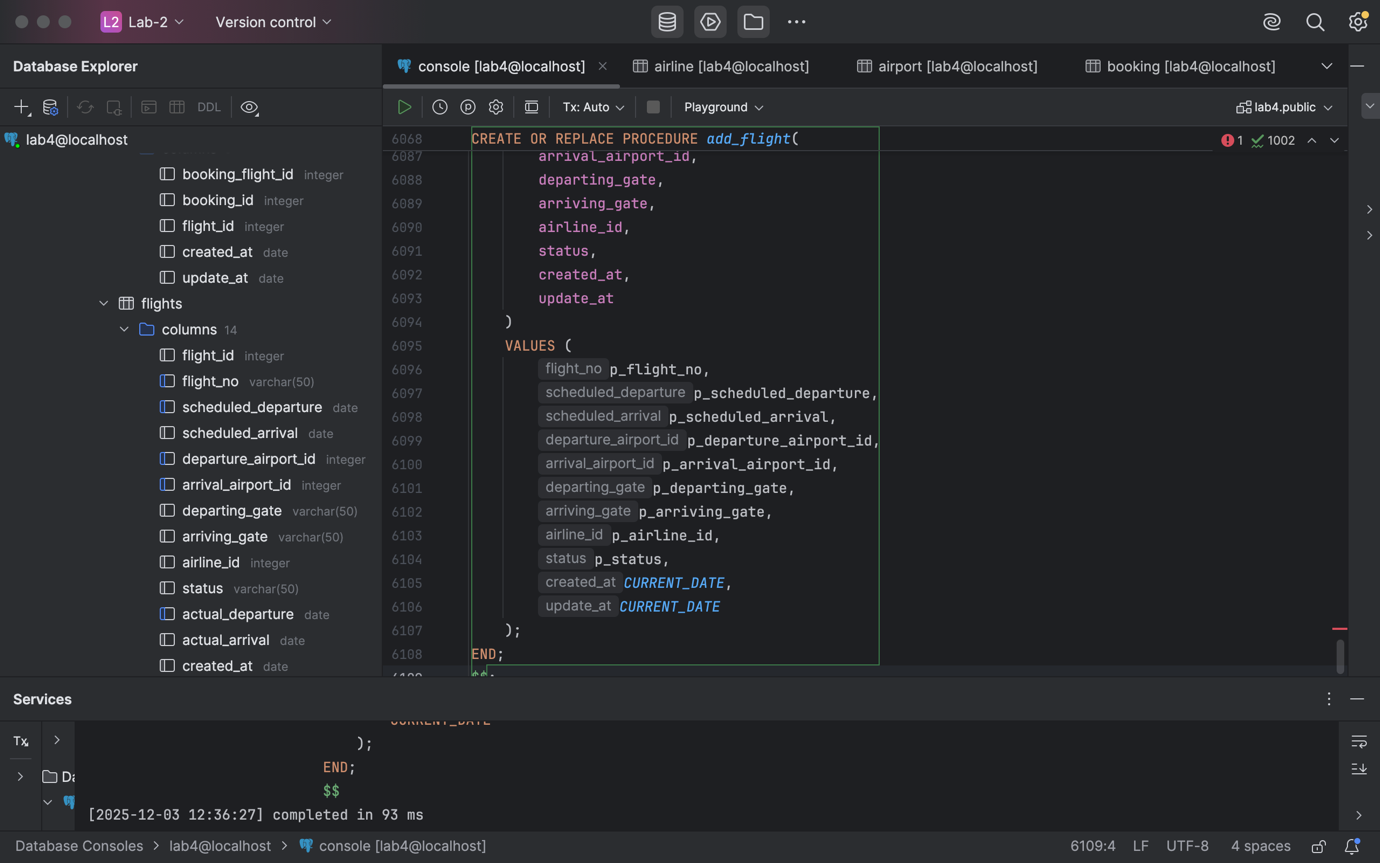 L2 Lab-2 Version control
Database Explorer
console [lab4@localhost] airline [lab4@localhost] airport [lab4@localhost] booking [lab4@localhost]
DDL
Tx: Auto Playground lab4.public
lab4@localhost
booking_flight_id integer
booking_id integer
flight_id integer
created_at date
update_at date
flights
columns 14
flight_id integer
flight_no varchar(50)
scheduled_departure date
scheduled_arrival date
departure_airport_id integer
arrival_airport_id integer
departing_gate varchar(50)
arriving_gate varchar(50)
airline_id integer
status varchar(50)
actual_departure date
actual_arrival date
created_at date
6068 CREATE OR REPLACE PROCEDURE add_flight(
1 1002
6087 arrival_airport_id,
6088 departing_gate,
6089 arriving_gate,
6090 airline_id,
6091 status,
6092 created_at,
6093 update_at
6094 )
6095 VALUES (
6096 flight_no p_flight_no,
6097 scheduled_departure p_scheduled_departure,
6098 scheduled_arrival p_scheduled_arrival,
6099 departure_airport_id p_departure_airport_id,
6100 arrival_airport_id p_arrival_airport_id,
6101 departing_gate p_departing_gate,
6102 arriving_gate p_arriving_gate,
6103 airline_id p_airline_id,
6104 status p_status,
6105 created_at CURRENT_DATE,
6106 update_at CURRENT_DATE
6107 );
6108 END;
6109 $$;
Services
Tx
Da
CURRENT_DATE
);
END;
$$
[2025-12-03 12:36:27] completed in 93 ms
Database Consoles > lab4@localhost > console [lab4@localhost]
6109:4 LF UTF-8 4 spaces